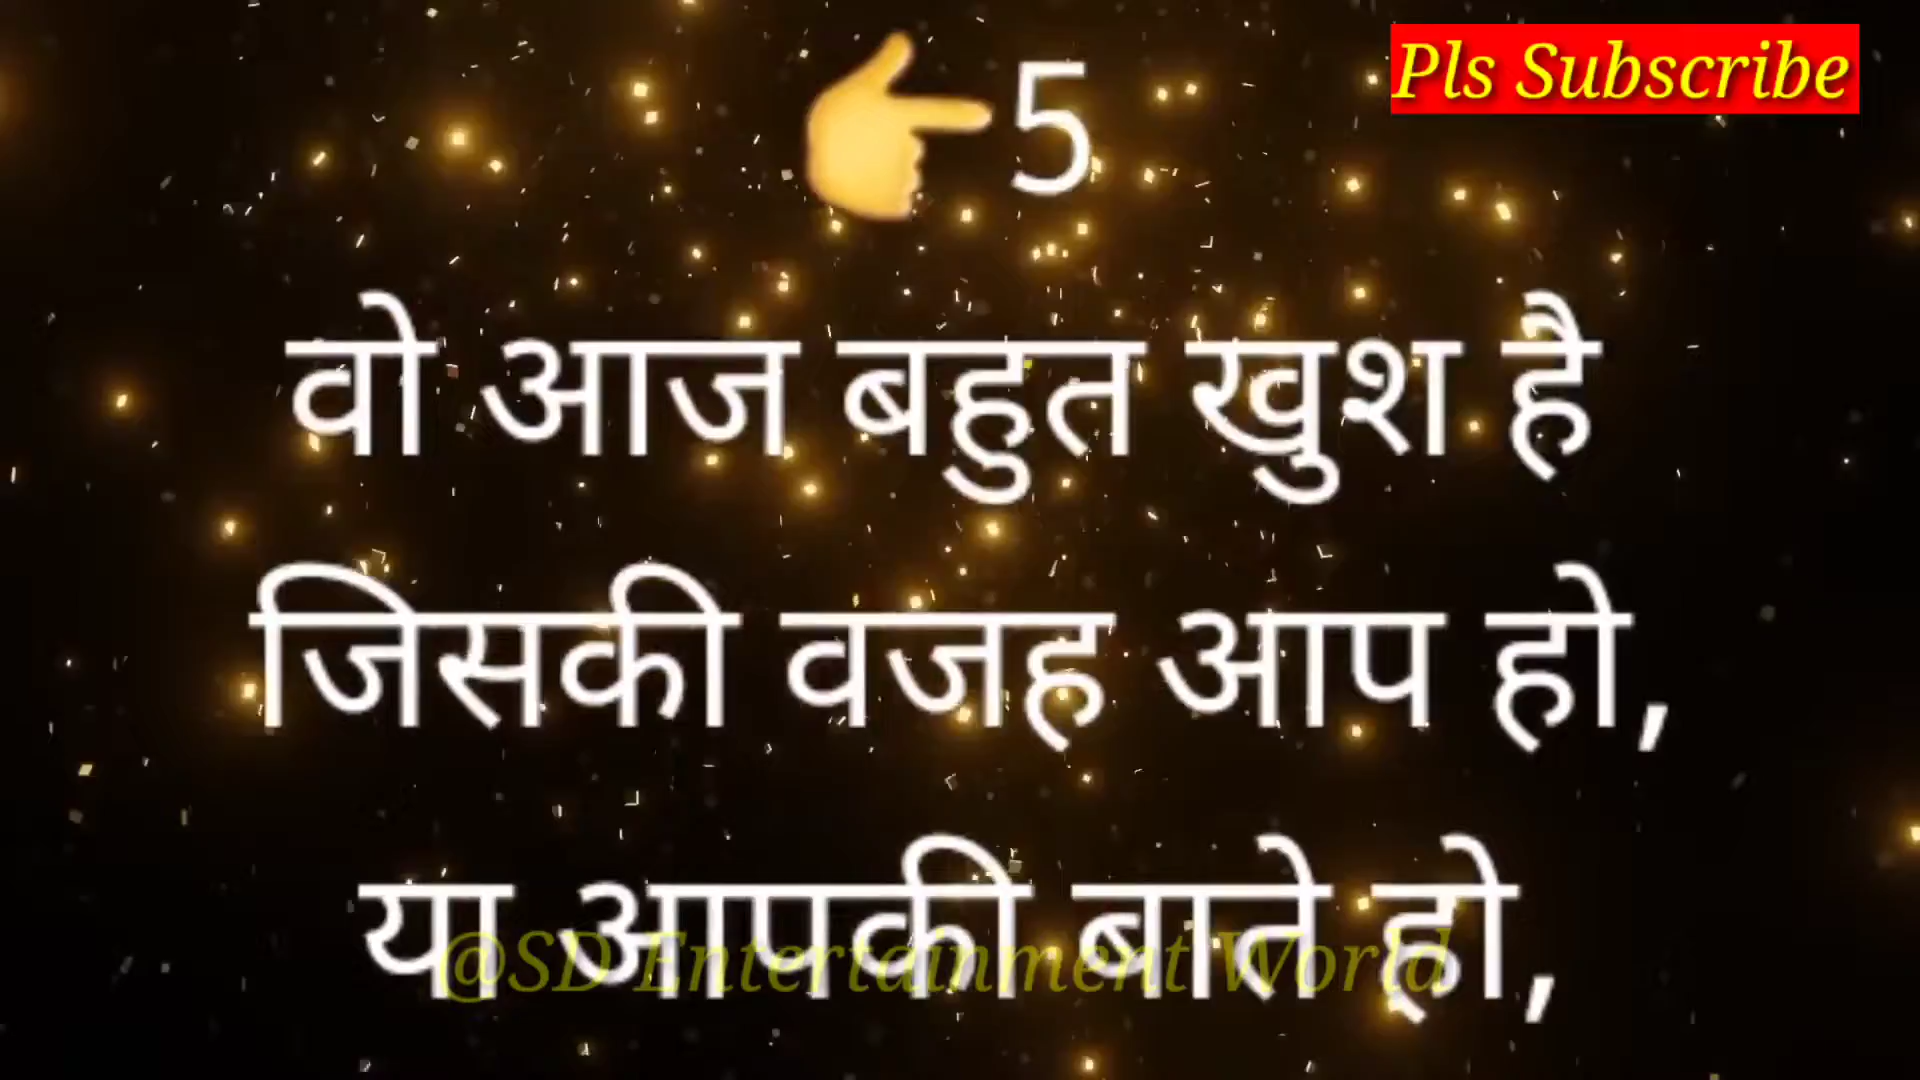 Pls Subscribe
👉5
वो आज बहुत खुश है
जिसकी वजह आप हो,
या आपकी बाते हो,
@SD Entertainment World